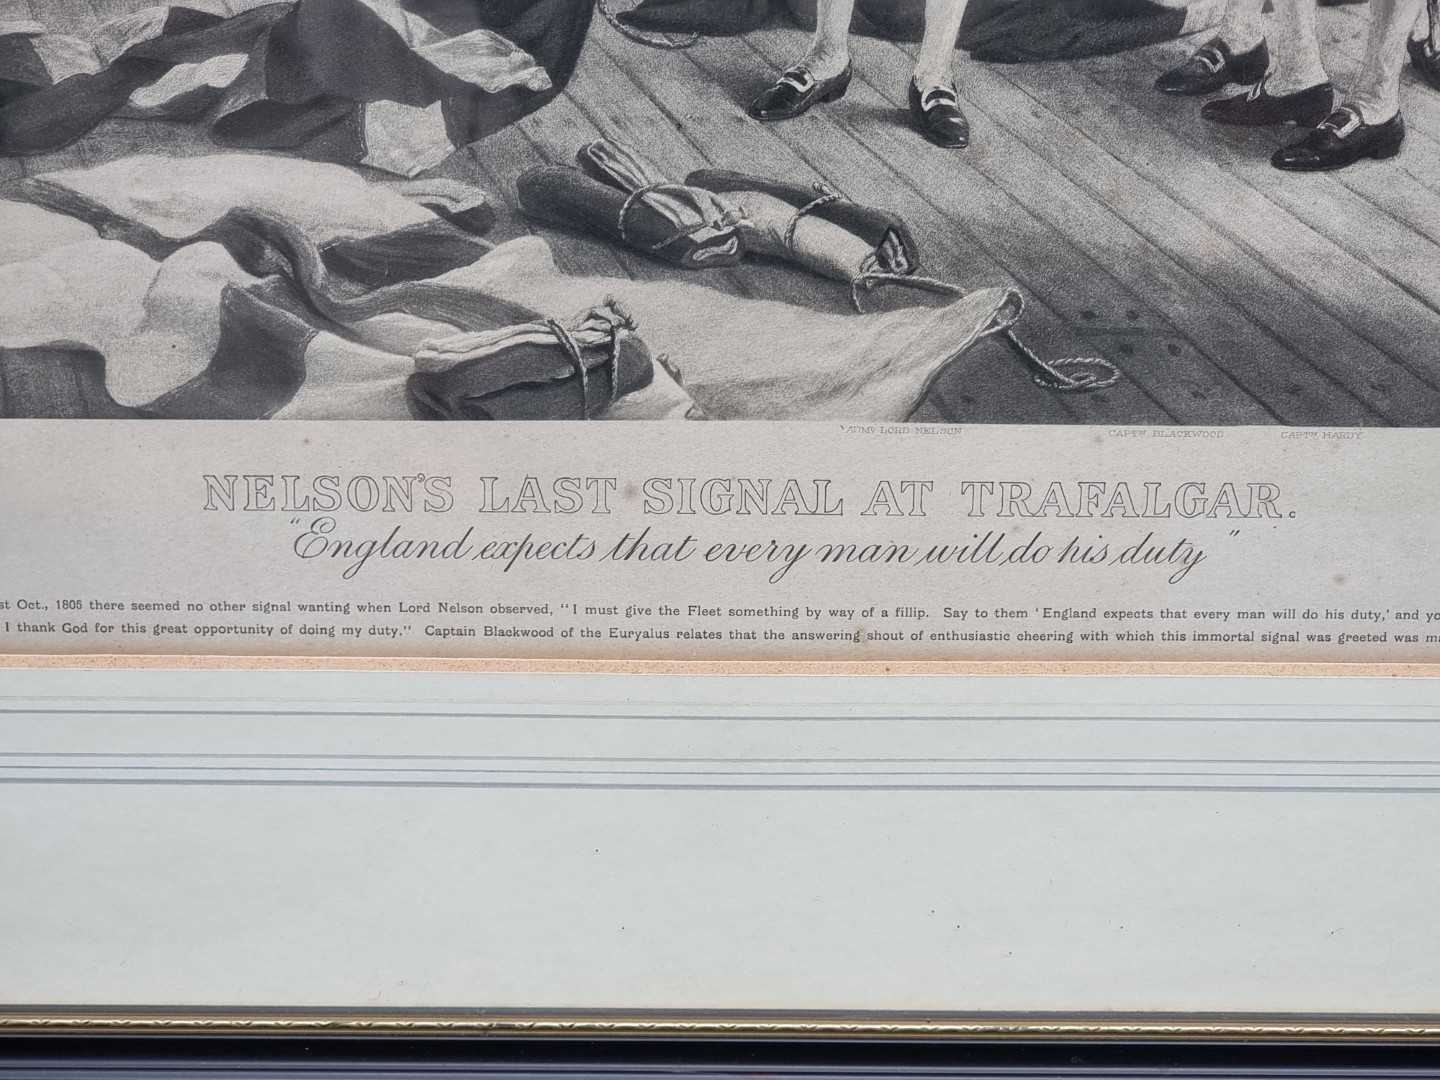 ADML LORD NELSON CAPTN BLACKWOOD CAPTN HARDY
NELSON'S LAST SIGNAL AT TRAFALGAR.
"England expects that every man will do his duty"
st Oct., 1805 there seemed no other signal wanting when Lord Nelson observed, "I must give the Fleet something by way of a fillip. Say to them 'England expects that every man will do his duty,' and yo
I thank God for this great opportunity of doing my duty." Captain Blackwood of the Euryalus relates that the answering shout of enthusiastic cheering with which this immortal signal was greeted was m